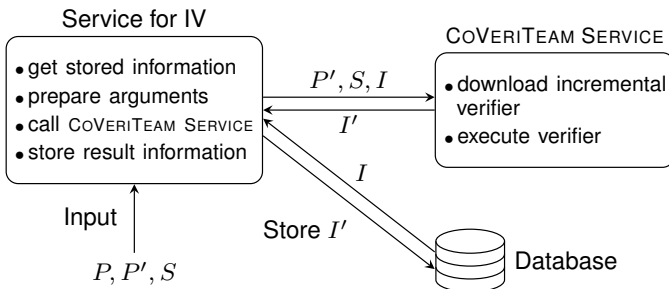 Service for IV
• get stored information
• prepare arguments
• call COVERITEAM SERVICE
• store result information
P′, S, I
I′
COVERITEAM SERVICE
• download incremental
verifier
• execute verifier
I
Store I′
Input
P, P′, S
Database